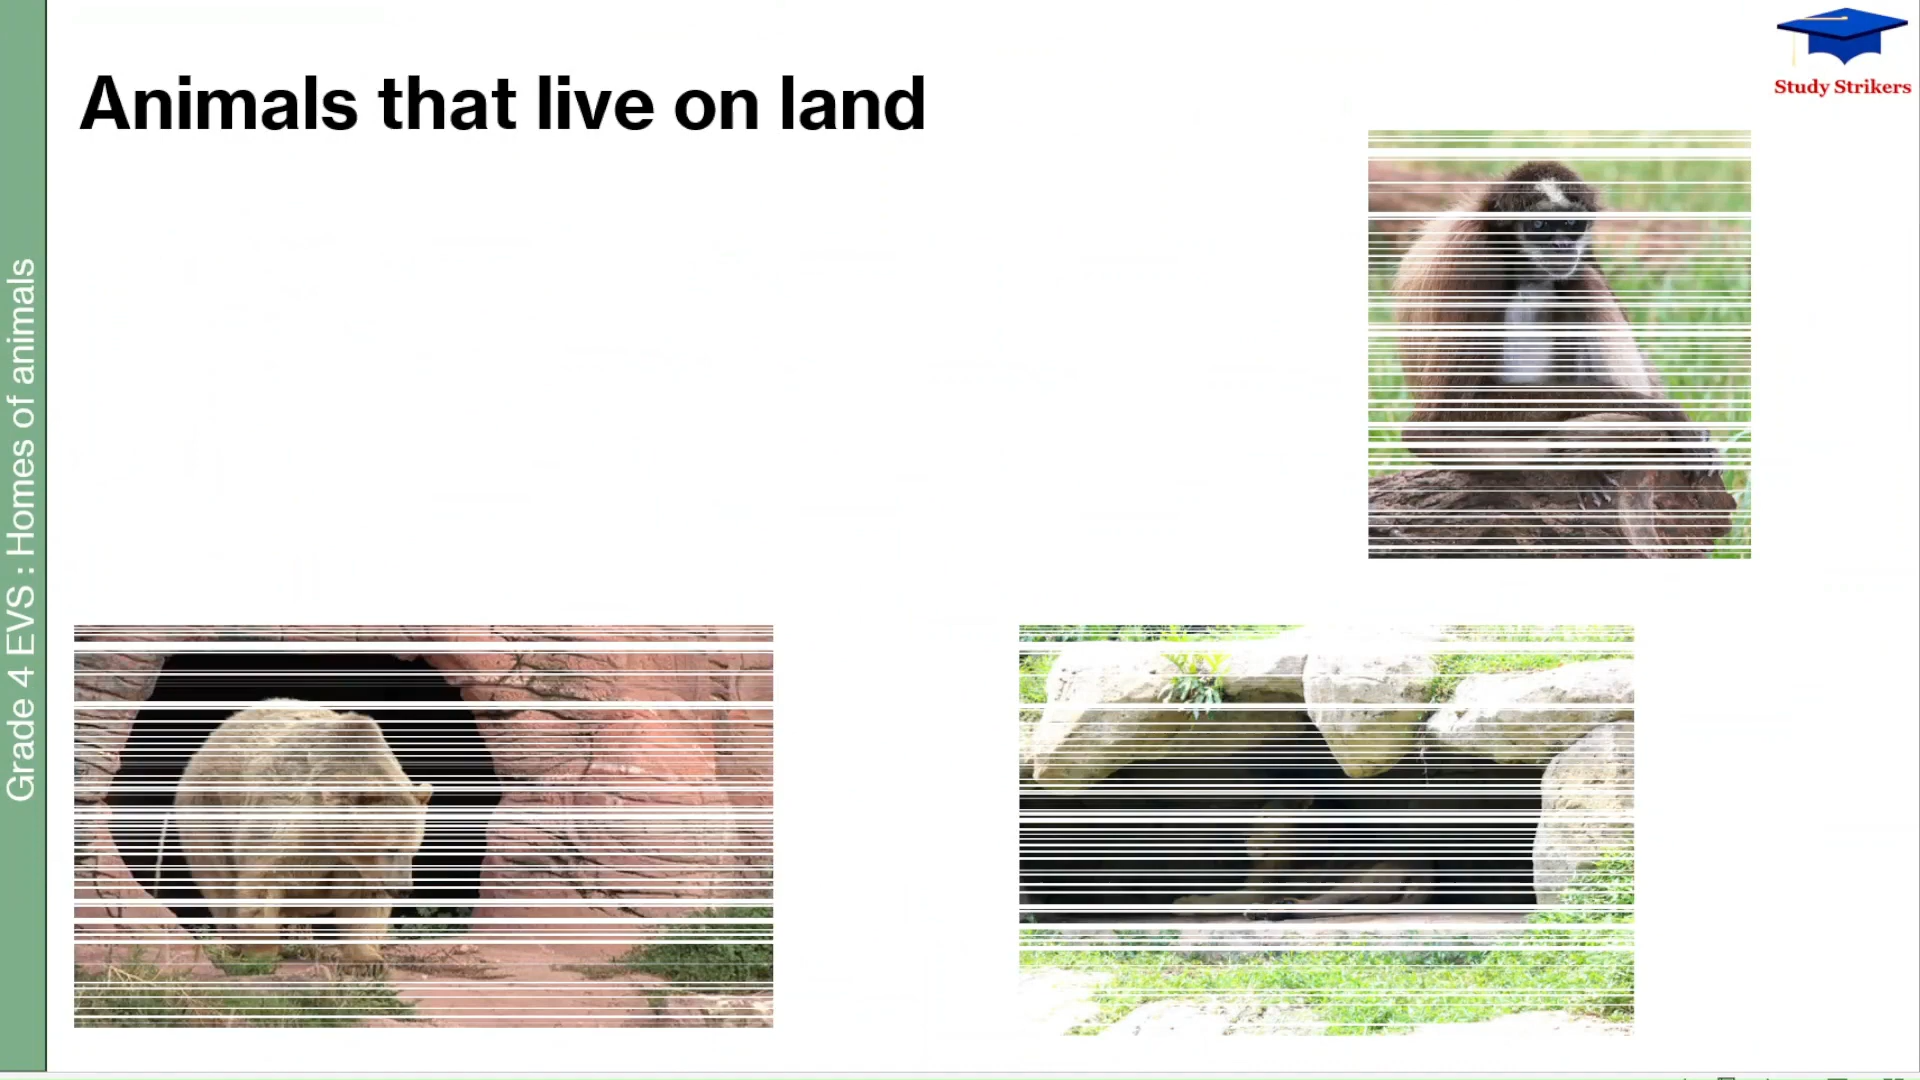 Animals that live on land
Study Strikers
Grade 4 EVS : Homes of animals